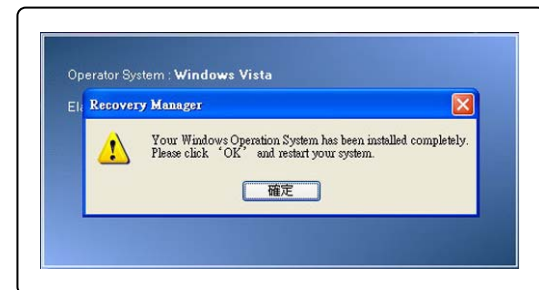 Operator System : Windows Vista
Ela
Recovery Manager
Your Windows Operation System has been installed completely.
Please click ‘OK’ and restart your system.
確定